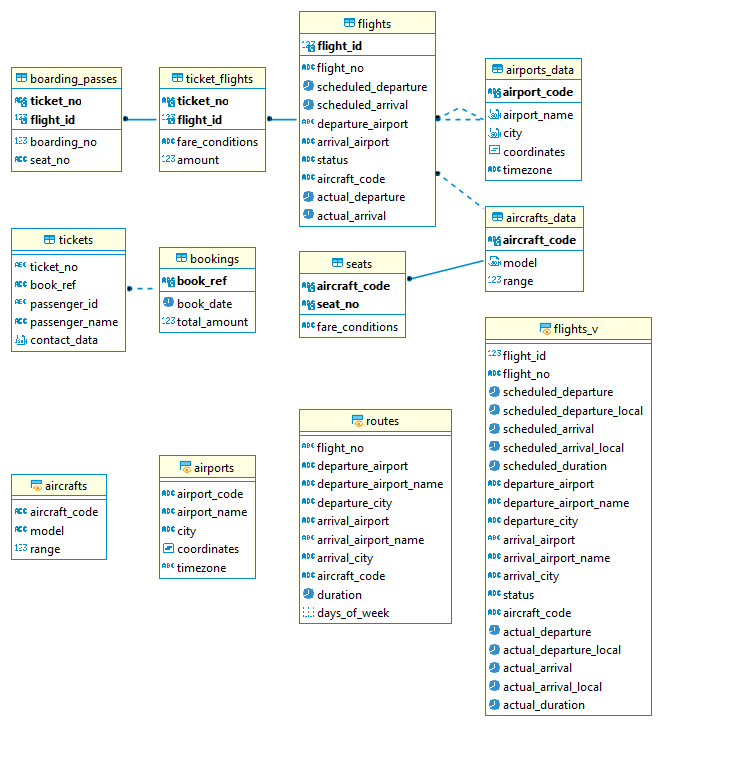 boarding_passes
ticket_no
flight_id
boarding_no
seat_no
ticket_flights
ticket_no
flight_id
fare_conditions
amount
flights
flight_id
flight_no
scheduled_departure
scheduled_arrival
departure_airport
arrival_airport
status
aircraft_code
actual_departure
actual_arrival
airports_data
airport_code
airport_name
city
coordinates
timezone
tickets
ticket_no
book_ref
passenger_id
passenger_name
contact_data
bookings
book_ref
book_date
total_amount
seats
aircraft_code
seat_no
fare_conditions
aircrafts_data
aircraft_code
model
range
aircrafts
aircraft_code
model
range
airports
airport_code
airport_name
city
coordinates
timezone
routes
flight_no
departure_airport
departure_airport_name
departure_city
arrival_airport
arrival_airport_name
arrival_city
aircraft_code
duration
days_of_week
flights_v
flight_id
flight_no
scheduled_departure
scheduled_departure_local
scheduled_arrival
scheduled_arrival_local
scheduled_duration
departure_airport
departure_airport_name
departure_city
arrival_airport
arrival_airport_name
arrival_city
status
aircraft_code
actual_departure
actual_departure_local
actual_arrival
actual_arrival_local
actual_duration